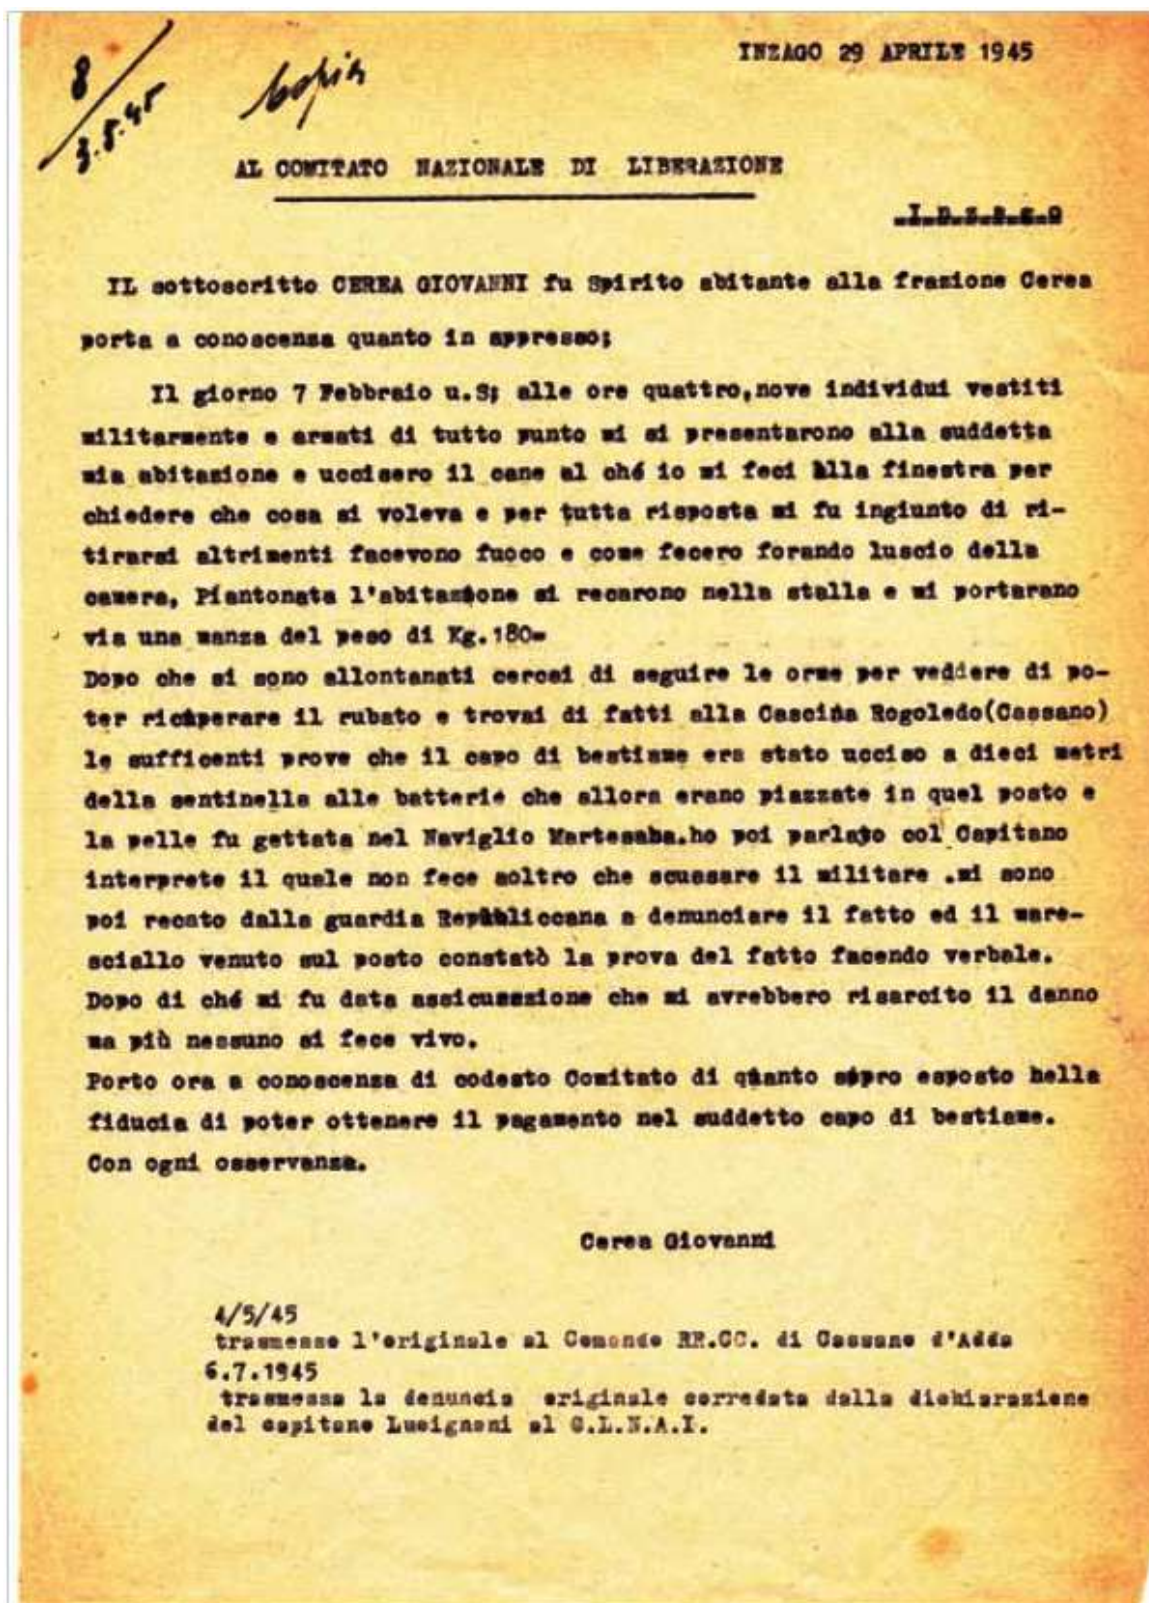 INZAGO 29 APRILE 1945
8
3.5.45
Copia
AL COMITATO NAZIONALE DI LIBERAZIONE
I n z a g o
IL sottoscritto CEREA GIOVANNI fu Spirito abitante alla frazione Cerea
porta a conoscenza quanto in appresso;
Il giorno 7 Febbraio u.S; alle ore quattro,nove individui vestiti
militarmente e armati di tutto punto mi si presentarono alla suddetta
mia abitazione e uccisero il cane al ché io mi feci alla finestra per
chiedere che cosa si voleva e per tutta risposta mi fu ingiunto di ri-
tirarmi altrimenti facevono fuoco e come fecero forando luscio della
camera, Piantonata l'abitazione si recarono nella stalla e mi portarano
via una manza del peso di Kg.180=
Dopo che si sono allontanati cercai di seguire le orme per veddere di po-
ter ricuperare il rubato e trovai di fatti alla Cascina Rogoledo(Cassano)
le sufficenti prove che il capo di bestiame era stato ucciso a dieci metri
della sentinella alle batterie che allora erano piazzate in quel posto e
la pelle fu gettata nel Naviglio Martesaba.ho poi parlato col Capitano
interprete il quale non fece aoltro che scussare il militare .mi sono
poi recato dalla guardia Repubbliccana a denunciare il fatto ed il mare-
sciallo venuto sul posto constatò la prova del fatto facendo verbale.
Dopo di ché mi fu data assicurazione che mi avrebbero risarcito il danno
ma più nessuno si fece vivo.
Porto ora a conoscenza di codesto Comitato di quanto sopro esposto hella
fiducia di poter ottenere il pagamento nel suddetto capo di bestiame.
Con ogni osservanza.
Cerea Giovanni
4/5/45
trasmesso l'originale al Comando RR.CC. di Cassano d'Adda
6.7.1945
trasmessa la denuncia originale corredata dalla dichiarazione
del capitano Lucignani al C.L.N.A.I.